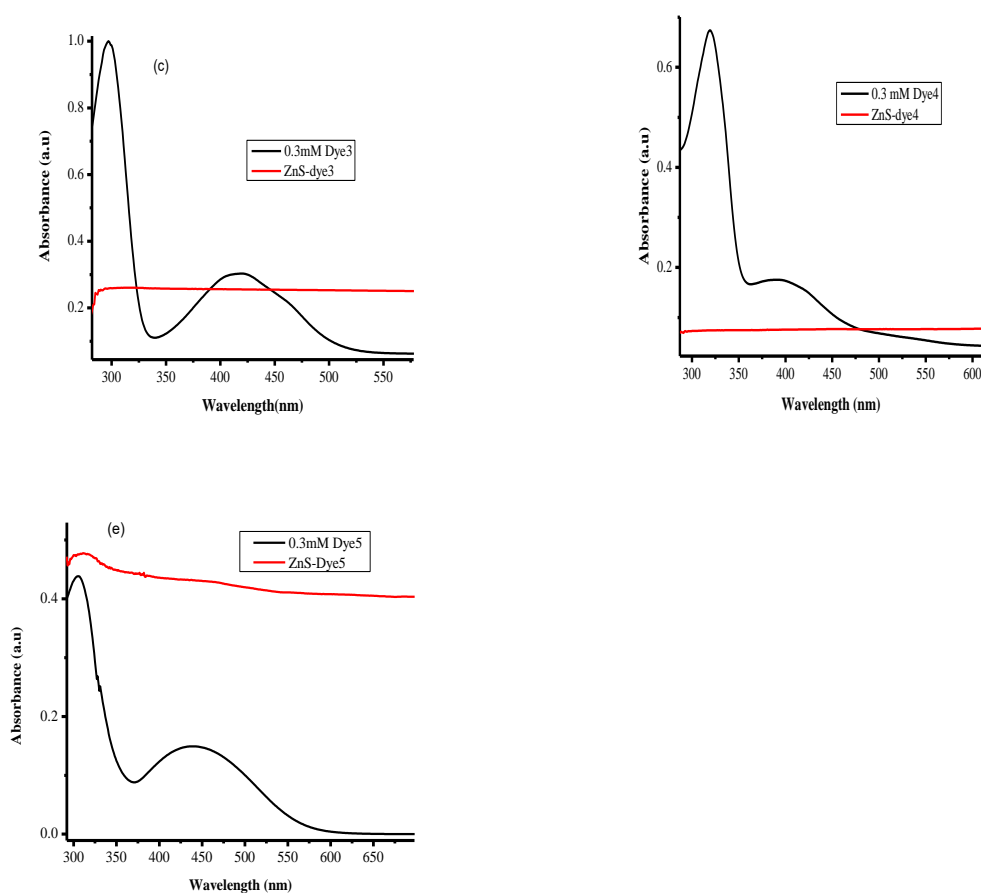 (c)
1.0
0.8
0.6
0.4
0.2
Absorbance (a.u)
0.3mM Dye3
ZnS-dye3
300 350 400 450 500 550
Wavelength(nm)
0.6
0.4
0.2
Absorbance (a.u)
0.3 mM Dye4
ZnS-dye4
300 350 400 450 500 550 600
Wavelength (nm)
(e)
0.4
0.2
0.0
Absorbance (a.u)
0.3mM Dye5
ZnS-Dye5
300 350 400 450 500 550 600 650
Wavelength (nm)